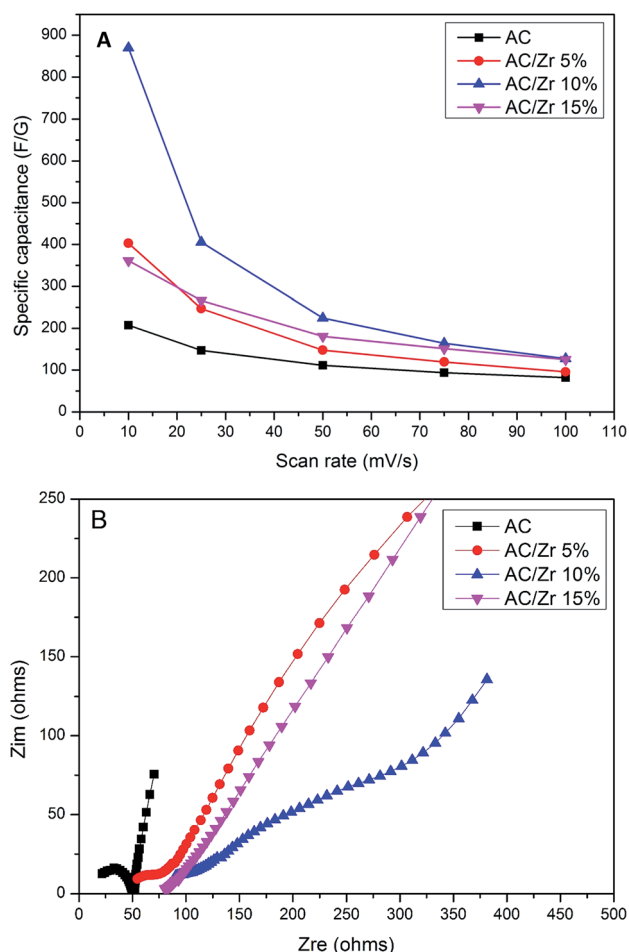 A
AC
AC/Zr 5%
AC/Zr 10%
AC/Zr 15%
900
800
700
600
500
400
300
200
100
0
Specific capacitance (F/G)
0 10 20 30 40 50 60 70 80 90 100 110
Scan rate (mV/s)
B
AC
AC/Zr 5%
AC/Zr 10%
AC/Zr 15%
250
200
150
100
50
0
Zim (ohms)
0 50 100 150 200 250 300 350 400 450 500
Zre (ohms)